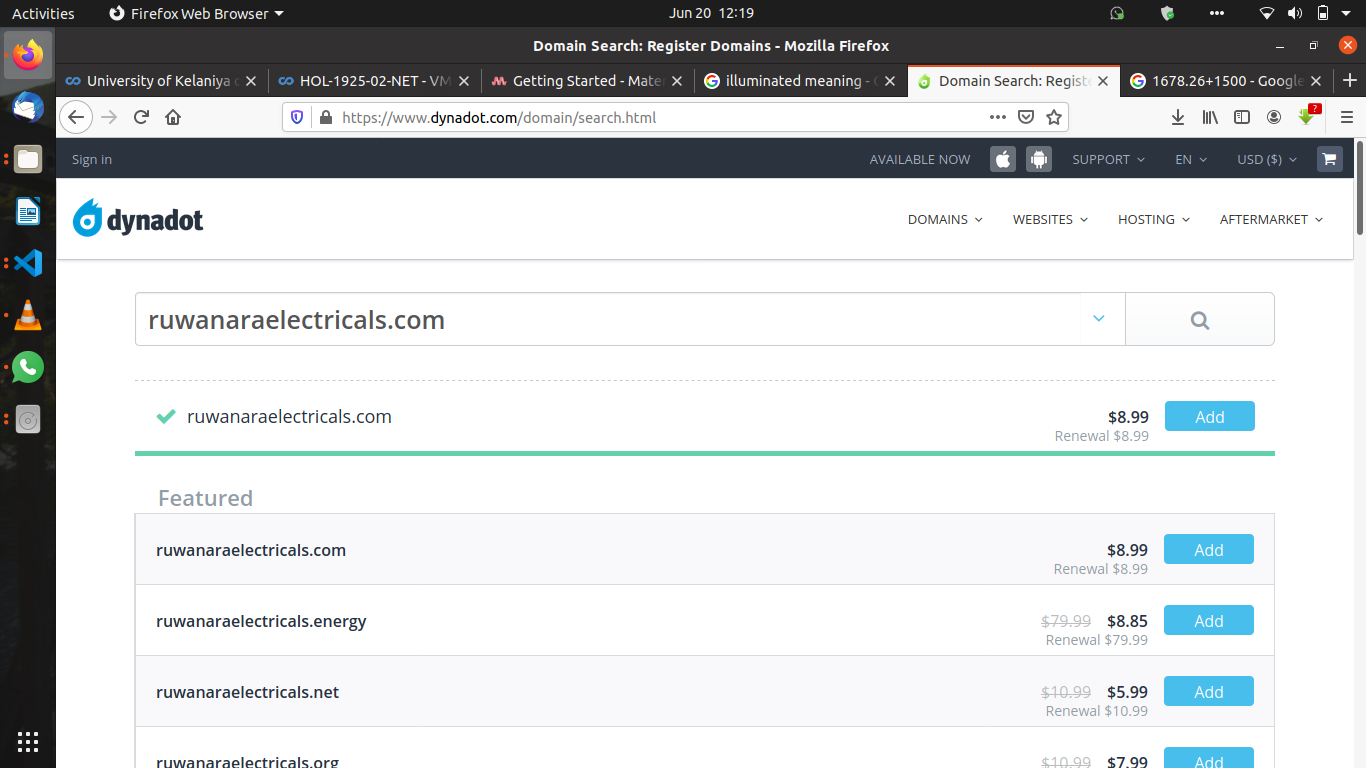 Activities Firefox Web Browser Jun 20 12:19
Domain Search: Register Domains - Mozilla Firefox
University of Kelaniya HOL-1925-02-NET - VM Getting Started - Mate illuminated meaning - Domain Search: Registe 1678.26+1500 - Google
https://www.dynadot.com/domain/search.html
Sign in AVAILABLE NOW SUPPORT EN USD ($)
dynadot DOMAINS WEBSITES HOSTING AFTERMARKET
ruwanaraelectricals.com
ruwanaraelectricals.com $8.99 Add
Renewal $8.99
Featured
ruwanaraelectricals.com $8.99 Add
Renewal $8.99
ruwanaraelectricals.energy $79.99 $8.85 Add
Renewal $79.99
ruwanaraelectricals.net $10.99 $5.99 Add
Renewal $10.99
ruwanaraelectricals.org $10.99 $7.99 Add